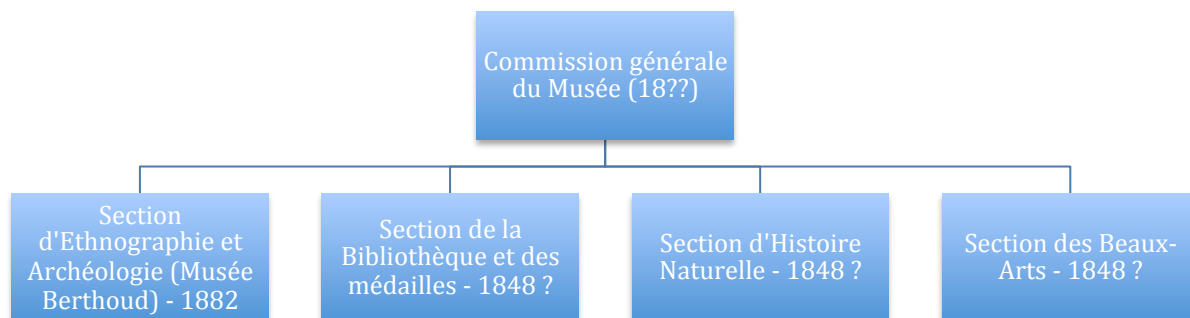 Commission générale
du Musée (18??)
Section
d'Ethnographie et
Archéologie (Musée
Berthoud) - 1882
Section de la
Bibliothèque et des
médailles - 1848 ?
Section d'Histoire
Naturelle - 1848 ?
Section des Beaux-
Arts - 1848 ?